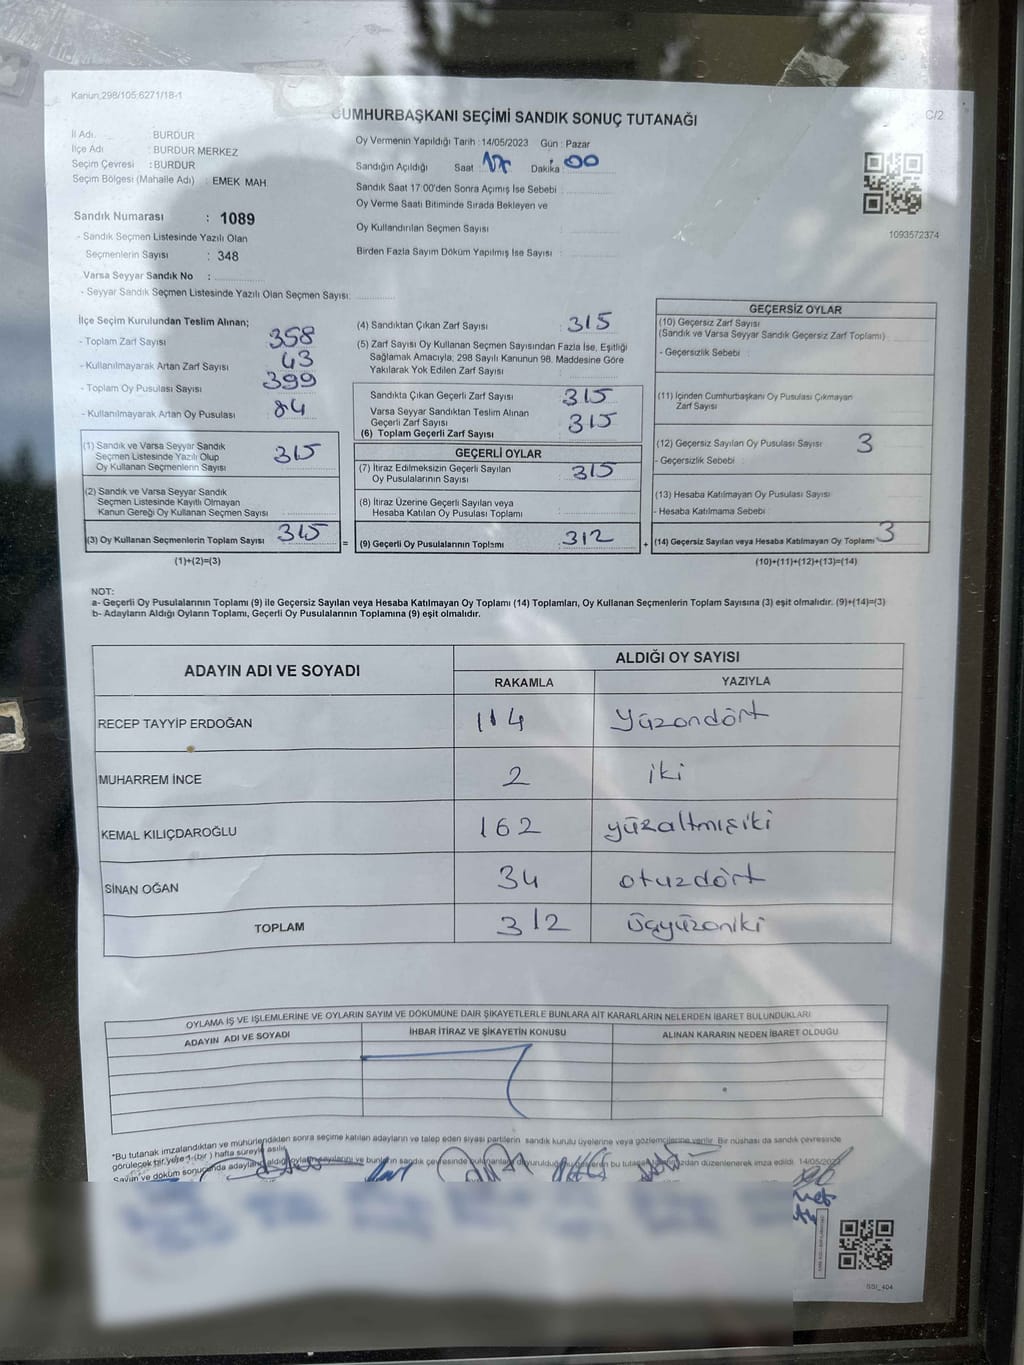 Kanun,298/105:6271/18-1
CUMHURBAŞKANI SEÇİMİ SANDIK SONUÇ TUTANAĞI
C/2
İl Adı : BURDUR
İlçe Adı : BURDUR MERKEZ
Seçim Çevresi : BURDUR
Seçim Bölgesi (Mahalle Adı) : EMEK MAH.
Oy Vermenin Yapıldığı Tarih : 14/05/2023 Gün : Pazar
Sandığın Açıldığı Saat 17 Dakika 00
Sandık Saat 17:00'den Sonra Açılmış İse Sebebi :
Oy Verme Saati Bitiminde Sırada Bekleyen ve
Oy Kullandırılan Seçmen Sayısı :
Birden Fazla Sayım Döküm Yapılmış İse Sayısı :
1093572374
Sandık Numarası : 1089
- Sandık Seçmen Listesinde Yazılı Olan
Seçmenlerin Sayısı : 348
Varsa Seyyar Sandık No :
- Seyyar Sandık Seçmen Listesinde Yazılı Olan Seçmen Sayısı:
İlçe Seçim Kurulundan Teslim Alınan;
- Toplam Zarf Sayısı 358
- Kullanılmayarak Artan Zarf Sayısı 43
- Toplam Oy Pusulası Sayısı 399
- Kullanılmayarak Artan Oy Pusulası 84
(1) Sandık ve Varsa Seyyar Sandık
Seçmen Listesinde Yazılı Olup
Oy Kullanan Seçmenlerin Sayısı 315
(2) Sandık ve Varsa Seyyar Sandık
Seçmen Listesinde Kayıtlı Olmayan
Kanun Gereği Oy Kullanan Seçmen Sayısı
(3) Oy Kullanan Seçmenlerin Toplam Sayısı 315
(1)+(2)=(3)
(4) Sandıktan Çıkan Zarf Sayısı : 315
(5) Zarf Sayısı Oy Kullanan Seçmen Sayısından Fazla İse, Eşitliği
Sağlamak Amacıyla, 298 Sayılı Kanunun 98. Maddesine Göre
Yakılarak Yok Edilen Zarf Sayısı :
Sandıkta Çıkan Geçerli Zarf Sayısı : 315
Varsa Seyyar Sandıktan Teslim Alınan
Geçerli Zarf Sayısı : 315
(6) Toplam Geçerli Zarf Sayısı
GEÇERLİ OYLAR
(7) İtiraz Edilmeksizin Geçerli Sayılan
Oy Pusulalarının Sayısı : 315
(8) İtiraz Üzerine Geçerli Sayılan veya
Hesaba Katılan Oy Pusulası Toplamı :
= (9) Geçerli Oy Pusulalarının Toplamı : 312 +
GEÇERSİZ OYLAR
(10) Geçersiz Zarf Sayısı
(Sandık ve Varsa Seyyar Sandık Geçersiz Zarf Toplamı)
- Geçersizlik Sebebi :
(11) İçinden Cumhurbaşkanı Oy Pusulası Çıkmayan
Zarf Sayısı
(12) Geçersiz Sayılan Oy Pusulası Sayısı : 3
- Geçersizlik Sebebi :
(13) Hesaba Katılmayan Oy Pusulası Sayısı
- Hesaba Katılmama Sebebi
(14) Geçersiz Sayılan veya Hesaba Katılmayan Oy Toplamı 3
(10)+(11)+(12)+(13)=(14)
NOT:
a- Geçerli Oy Pusulalarının Toplamı (9) ile Geçersiz Sayılan veya Hesaba Katılmayan Oy Toplamı (14) Toplamları, Oy Kullanan Seçmenlerin Toplam Sayısına (3) eşit olmalıdır. (9)+(14)=(3)
b- Adayların Aldığı Oyların Toplamı, Geçerli Oy Pusulalarının Toplamına (9) eşit olmalıdır.
ADAYIN ADI VE SOYADI ALDIĞI OY SAYISI
RAKAMLA YAZIYLA
RECEP TAYYİP ERDOĞAN 114 Yüzondört
MUHARREM İNCE 2 iki
KEMAL KILIÇDAROĞLU 162 yüzaltmışiki
SİNAN OĞAN 34 otuzdört
TOPLAM 312 üçyüzoniki
OYLAMA İŞ VE İŞLEMLERİNE VE OYLARIN SAYIM VE DÖKÜMÜNE DAİR ŞİKAYETLERLE BUNLARA AİT KARARLARIN NELERDEN İBARET BULUNDUKLARI
ADAYIN ADI VE SOYADI İHBAR İTİRAZ VE ŞİKAYETİN KONUSU ALINAN KARARIN NEDEN İBARET OLDUĞU
*Bu tutanak imzalandıktan ve mühürlendikten sonra seçime katılan adayların ve talep eden siyasi partilerin sandık kurulu üyelerine veya gözlemcilerine verilir. Bir nüshası da sandık çevresinde
görülecek bir yere 1 (bir) hafta süreyle asılır.
Sayım ve döküm sonucunda adayların aldığı oyların sayılarını ve bunların sandık çevresinde duyurulduğu tutanak düzenlenerek imza edildi. 14/05/2023
SSI_404